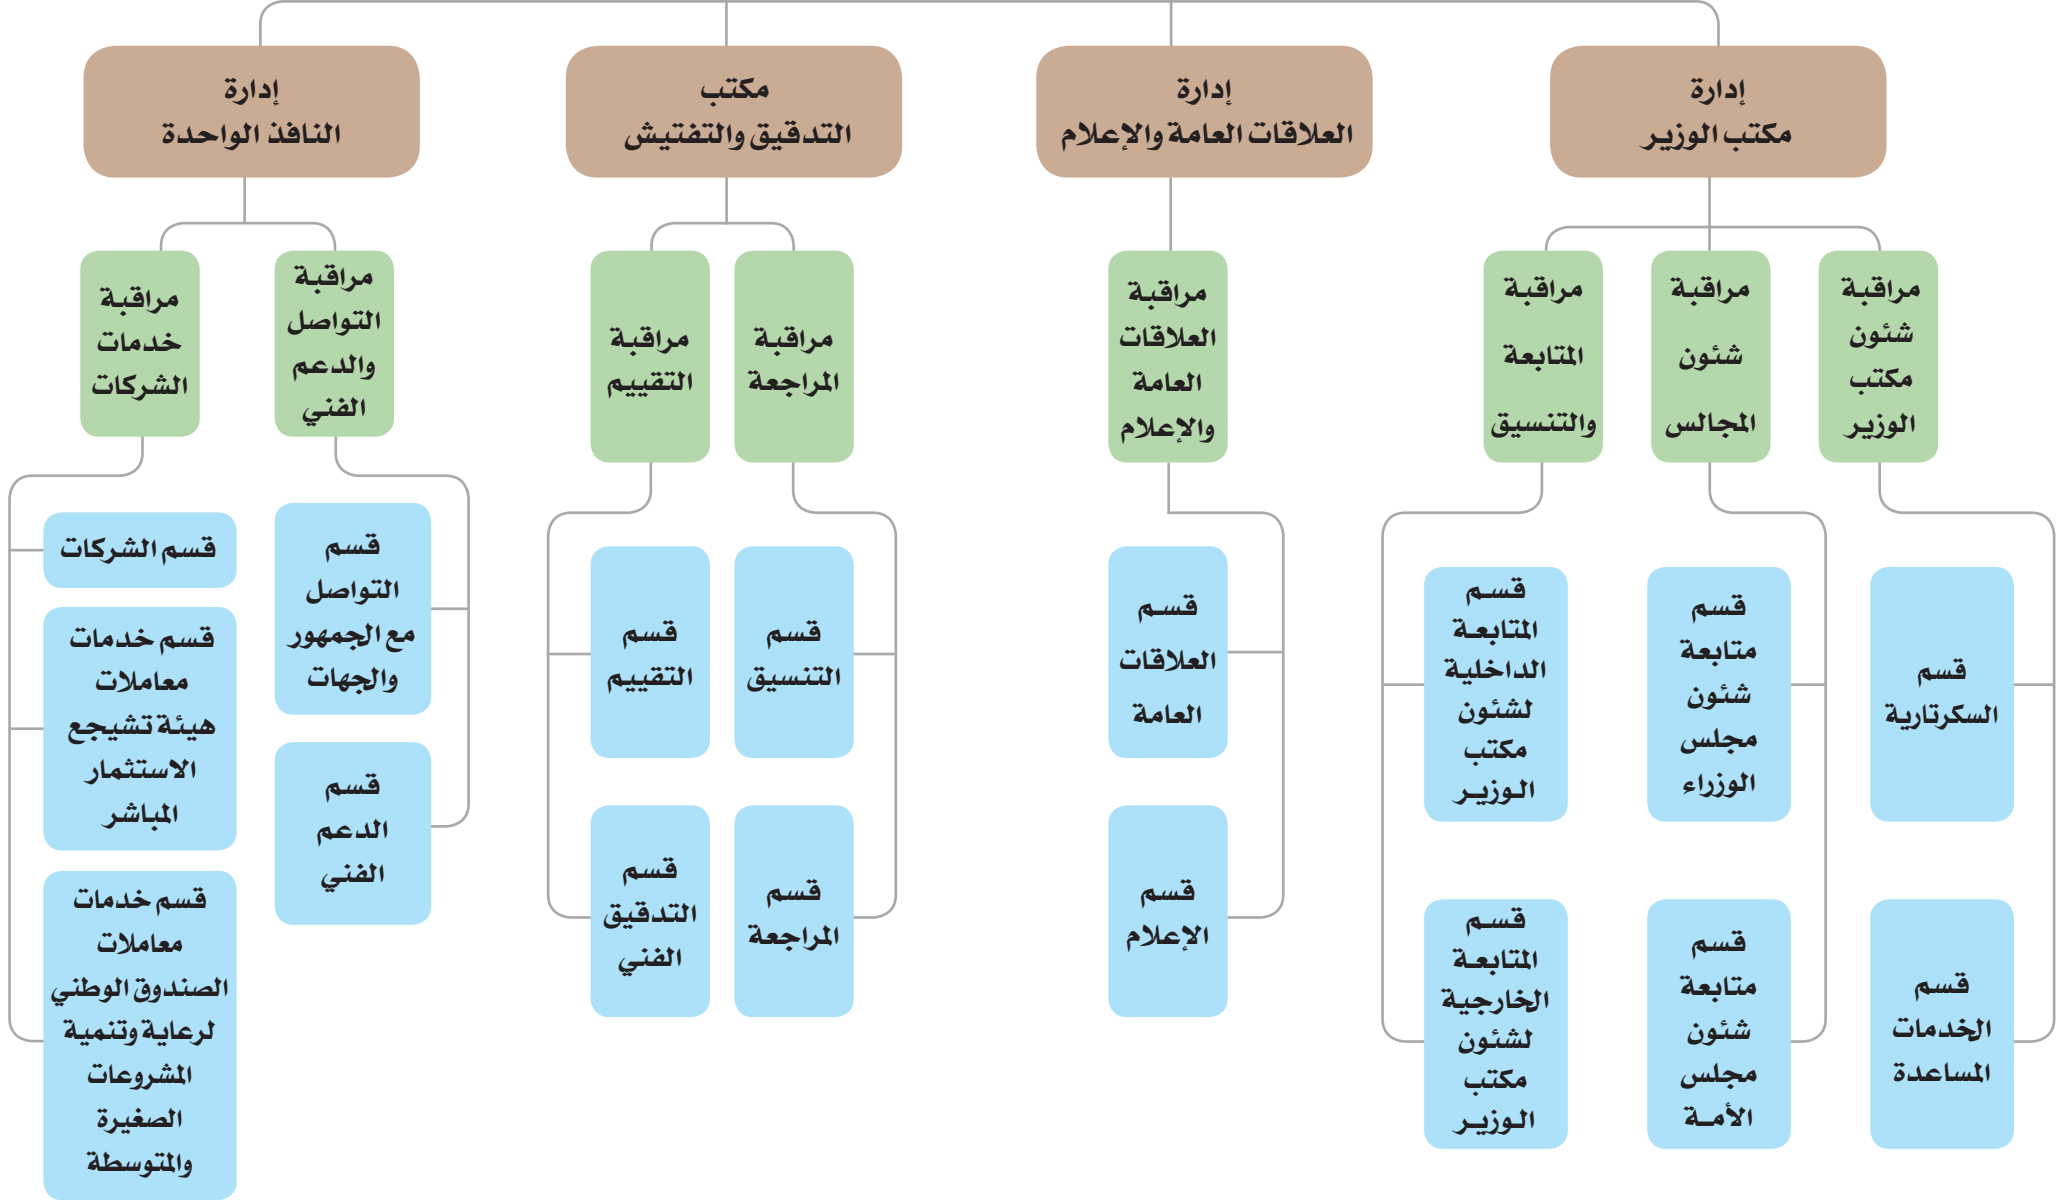 إدارة
مكتب الوزير
إدارة
العلاقات العامة والإعلام
مكتب
التدقيق والتفتيش
إدارة
النافذ الواحدة
مراقبة
شئون
مكتب
الوزير
مراقبة
شئون
المجالس
مراقبة
المتابعة
والتنسيق
مراقبة
العلاقات
العامة
والإعلام
مراقبة
المراجعة
مراقبة
التقييم
مراقبة
التواصل
والدعم
الفني
مراقبة
خدمات
الشركات
قسم
السكرتارية
قسم
الخدمات
المساعدة
قسم
متابعة
شئون
مجلس
الوزراء
قسم
متابعة
شئون
مجلس
الأمة
قسم
المتابعة
الداخلية
لشئون
مكتب
الوزير
قسم
المتابعة
الخارجية
لشئون
مكتب
الوزير
قسم
العلاقات
العامة
قسم
الإعلام
قسم
التنسيق
قسم
المراجعة
قسم
التقييم
قسم
التدقيق
الفني
قسم
التواصل
مع الجمهور
والجهات
قسم
الدعم
الفني
قسم الشركات
قسم خدمات
معاملات
هيئة تشيجع
الاستثمار
المباشر
قسم خدمات
معاملات
الصندوق الوطني
لرعاية وتنمية
المشروعات
الصغيرة
والمتوسطة